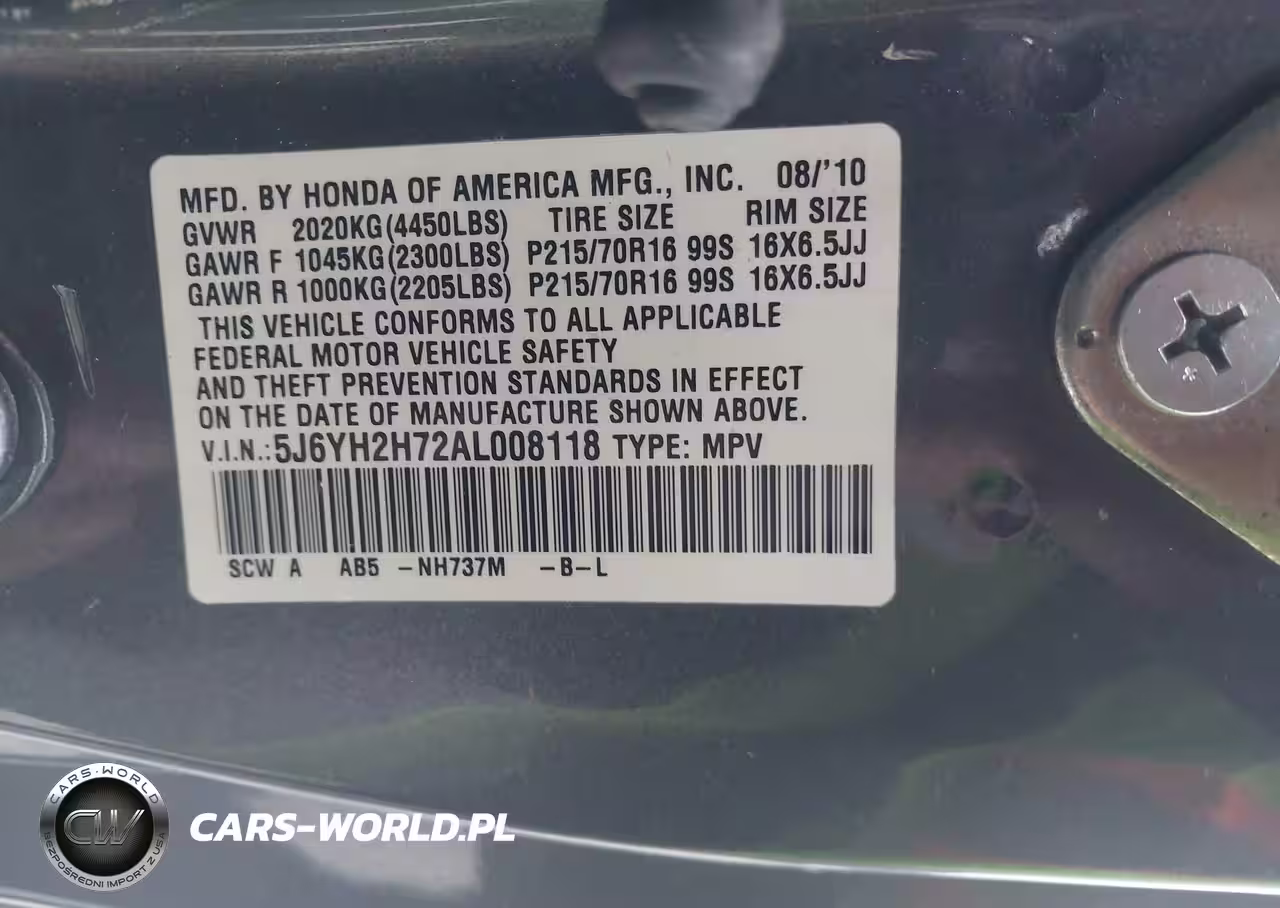 MFD. BY HONDA OF AMERICA MFG., INC. 08/'10
GVWR 2020KG(4450LBS) TIRE SIZE RIM SIZE
GAWR F 1045KG(2300LBS) P215/70R16 99S 16X6.5JJ
GAWR R 1000KG(2205LBS) P215/70R16 99S 16X6.5JJ
THIS VEHICLE CONFORMS TO ALL APPLICABLE
FEDERAL MOTOR VEHICLE SAFETY
AND THEFT PREVENTION STANDARDS IN EFFECT
ON THE DATE OF MANUFACTURE SHOWN ABOVE.
V.I.N.:5J6YH2H72AL008118 TYPE: MPV
SCW A AB5 -NH737M -B-L
CARS-WORLD
CW
BEZPOŚREDNI IMPORT Z USA
CARS-WORLD.PL